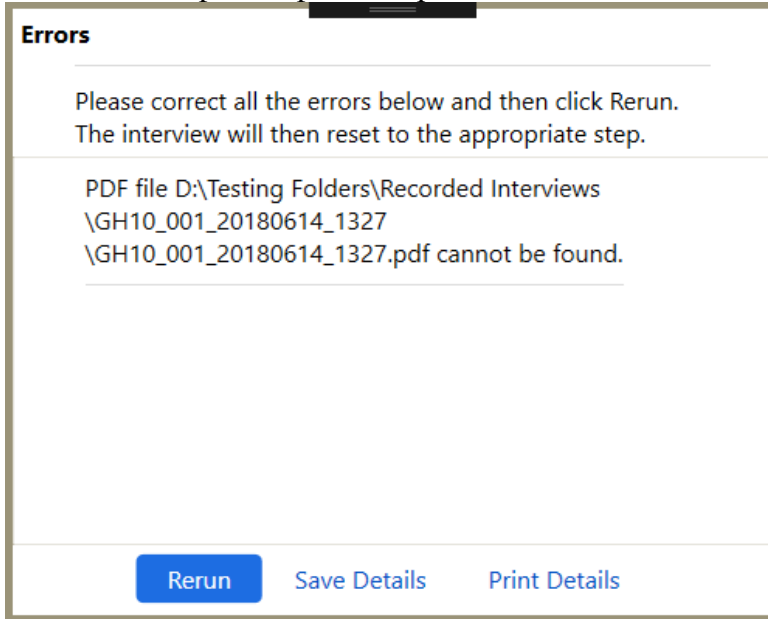 Errors
Please correct all the errors below and then click Rerun.
The interview will then reset to the appropriate step.
PDF file D:\Testing Folders\Recorded Interviews
\GH10_001_20180614_1327
\GH10_001_20180614_1327.pdf cannot be found.
Rerun Save Details Print Details